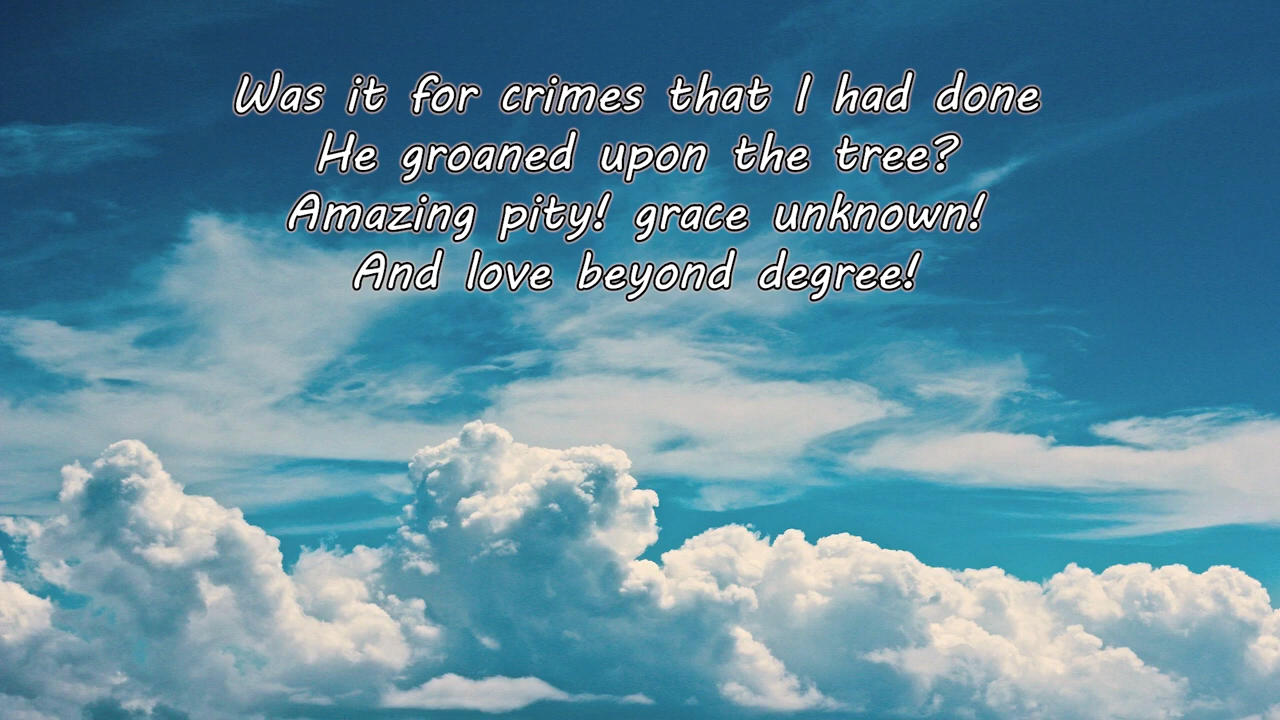 Was it for crimes that I had done
He groaned upon the tree?
Amazing pity! grace unknown!
And love beyond degree!